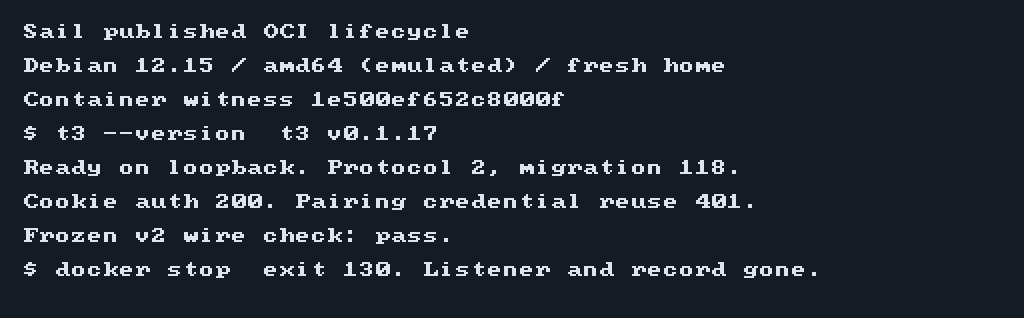 Sail published OCI lifecycle
Debian 12.15 / amd64 (emulated) / fresh home
Container witness 1e500ef652c8000f
$ t3 --version  t3 v0.1.17
Ready on loopback. Protocol 2, migration 118.
Cookie auth 200. Pairing credential reuse 401.
Frozen v2 wire check: pass.
$ docker stop  exit 130. Listener and record gone.